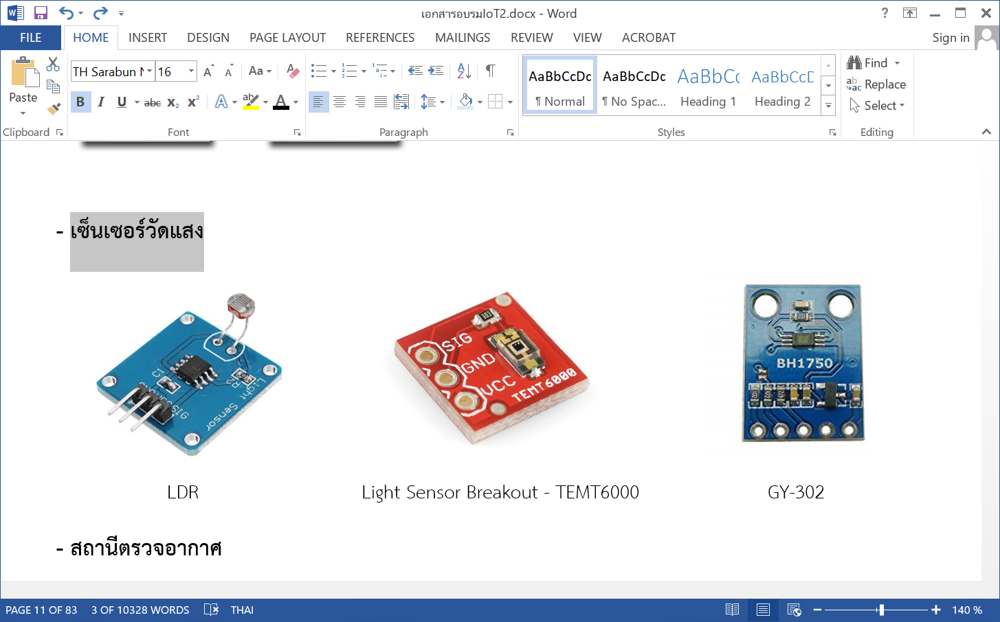 เอกสารอบรมIoT2.docx - Word
?
FILE HOME INSERT DESIGN PAGE LAYOUT REFERENCES MAILINGS REVIEW VIEW ACROBAT Sign in
Paste
TH Sarabun 16 Aa
B I U abc X₂ X² A ab A
AaBbCcDc AaBbCcDc AaBbCc AaBbCcD
¶ Normal ¶ No Spac... Heading 1 Heading 2
Find
Replace
Select
Clipboard Font Paragraph Styles Editing
- เซ็นเซอร์วัดแสง
C1
SIG
Light Sensor
SIG
GND
VCC
TEMT6000
103
BH1750
LDR Light Sensor Breakout - TEMT6000 GY-302
- สถานีตรวจอากาศ
PAGE 11 OF 83 3 OF 10328 WORDS THAI 140 %